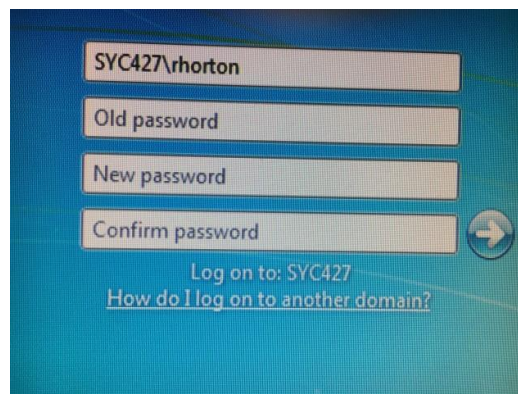 SYC427\rhorton
Old password
New password
Confirm password
Log on to: SYC427
How do I log on to another domain?